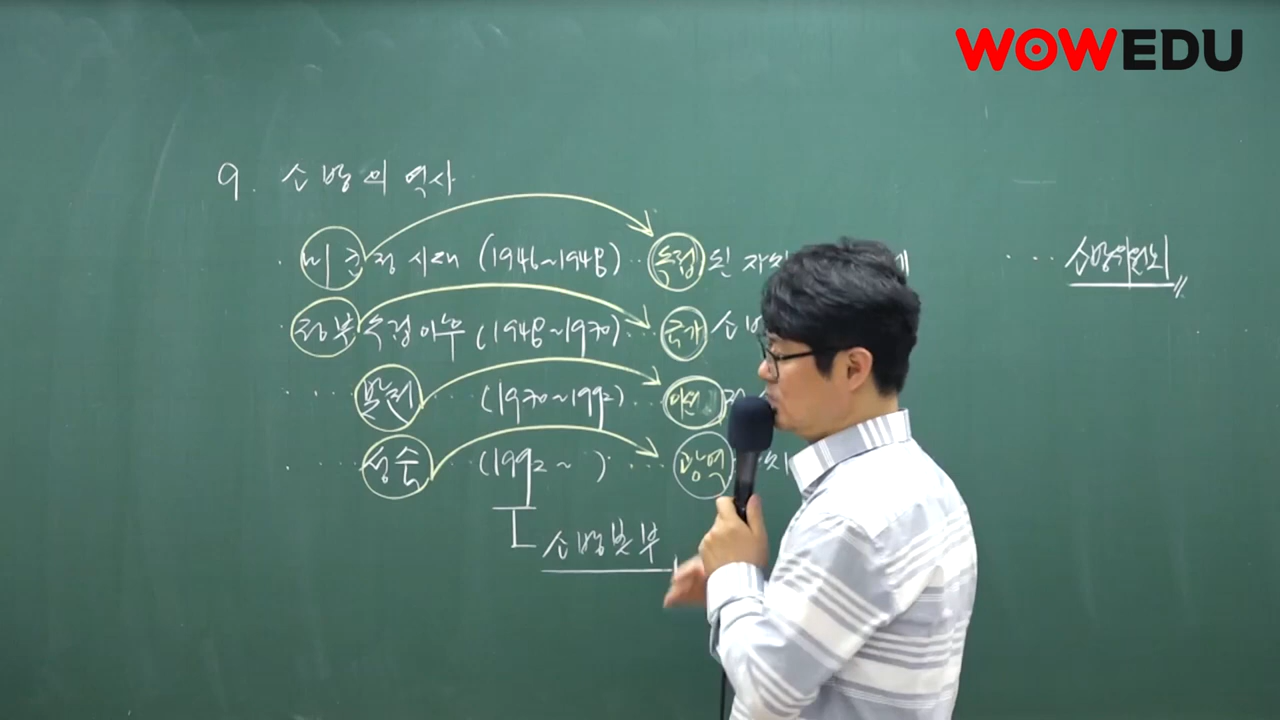 WOWEDU
9. 소방의 역사
· 미군정 시대 (1946~1948) ·· 독립된 자치 ··· 소방위원회
· 정부수립이후 (1948~1970) ··· 국가 소방
· ··· 발전 ··· (1970~1992) ···
· ··· 성숙 ··· (1992~ ) ··· 광역
소방본부